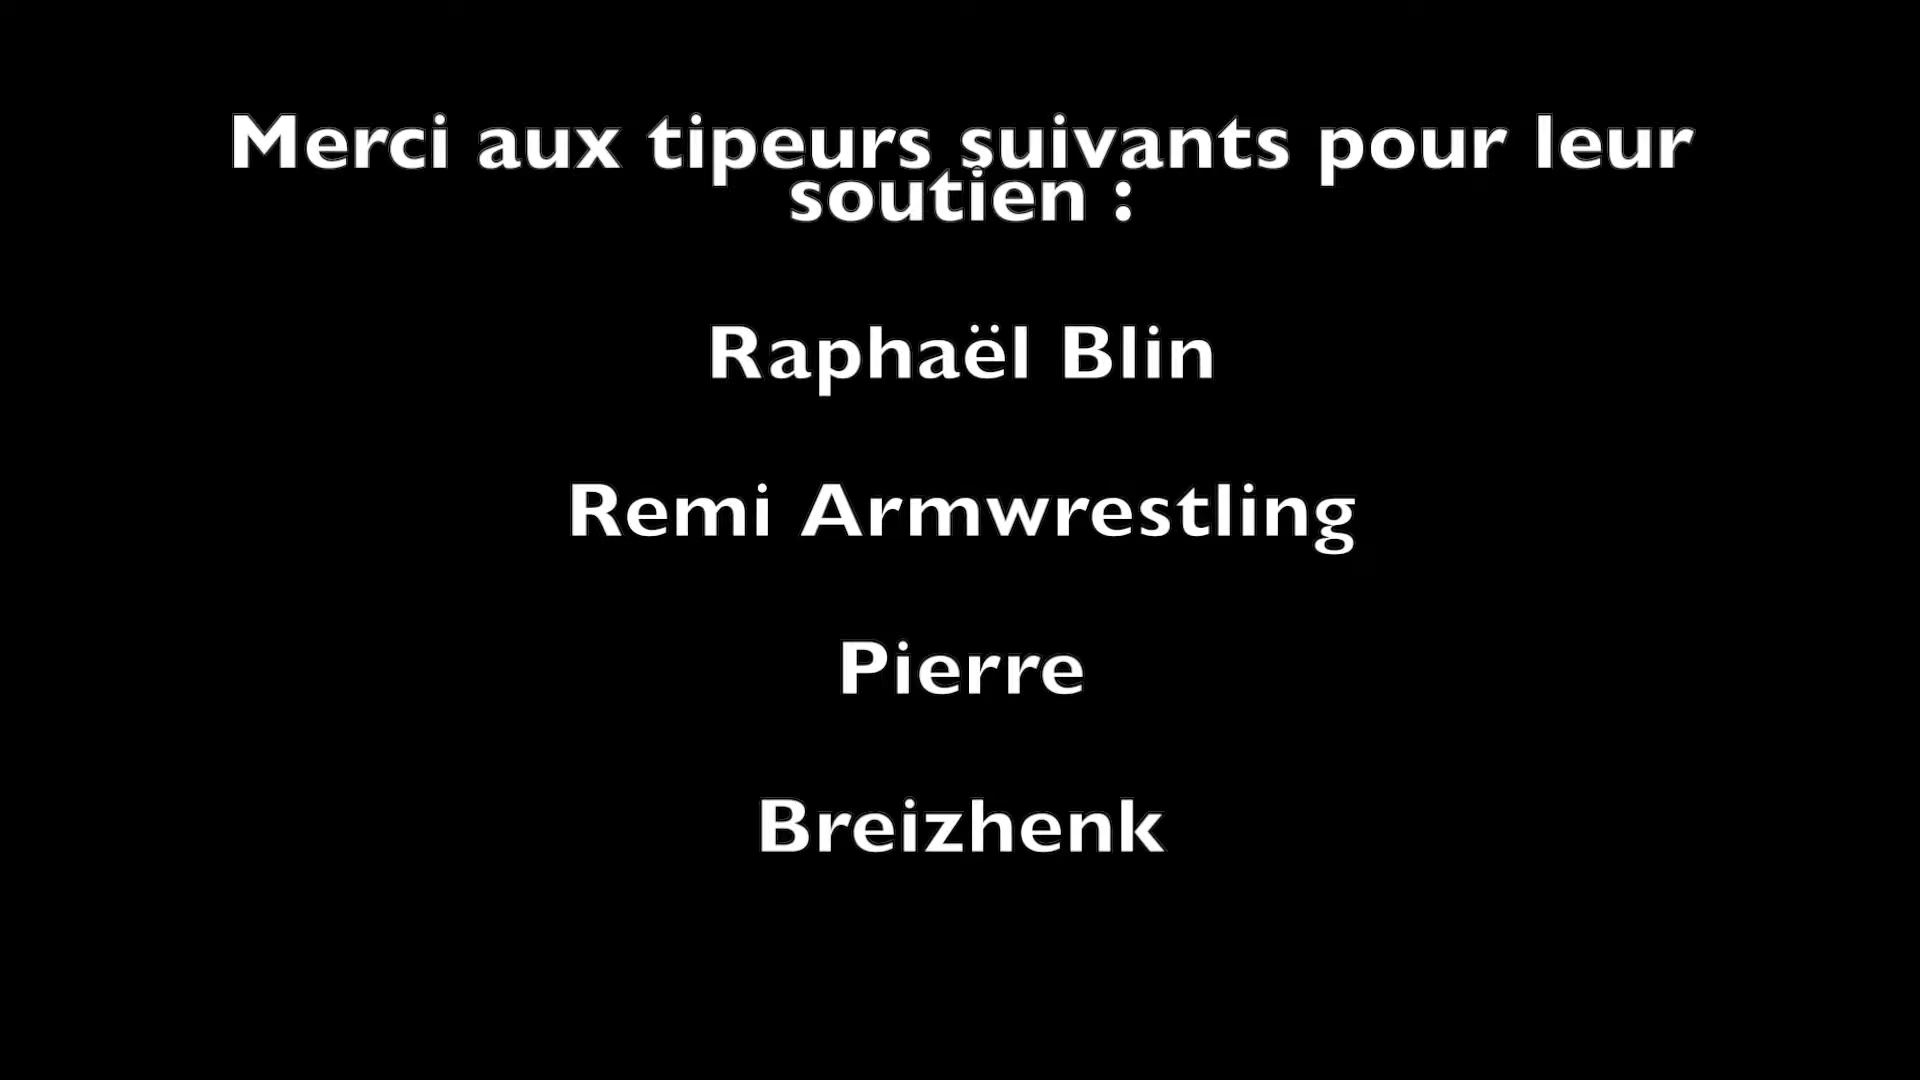 Merci aux tipeurs suivants pour leur
soutien :
Raphaël Blin
Remi Armwrestling
Pierre
Breizhenk